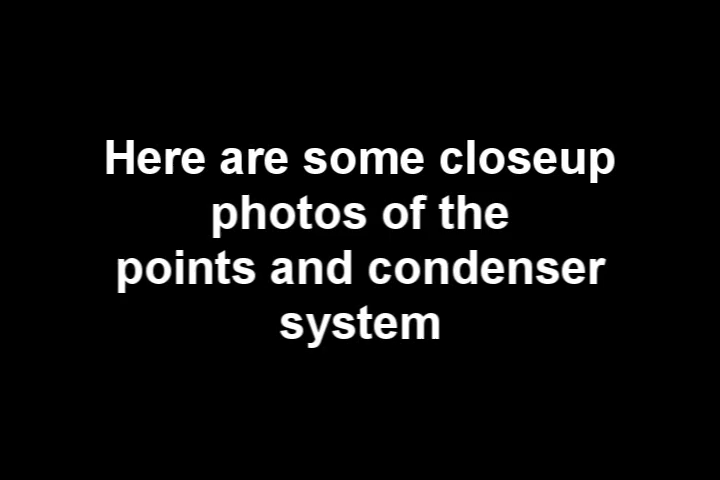 Here are some closeup
photos of the
points and condenser
system